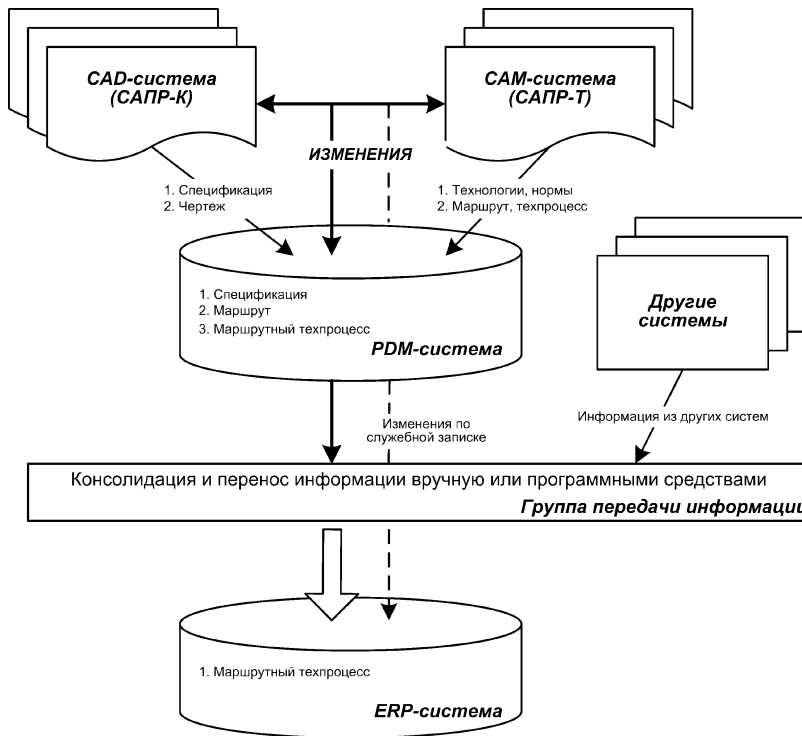 CAD-система
(САПР-К)
CAM-система
(САПР-Т)
ИЗМЕНЕНИЯ
1. Спецификация
2. Чертеж
1. Технологии, нормы
2. Маршрут, техпроцесс
1. Спецификация
2. Маршрут
3. Маршрутный техпроцесс
PDM-система
Другие
системы
Изменения по
служебной записке
Информация из других систем
Консолидация и перенос информации вручную или программными средствами
Группа передачи информации
1. Маршрутный техпроцесс
ERP-система